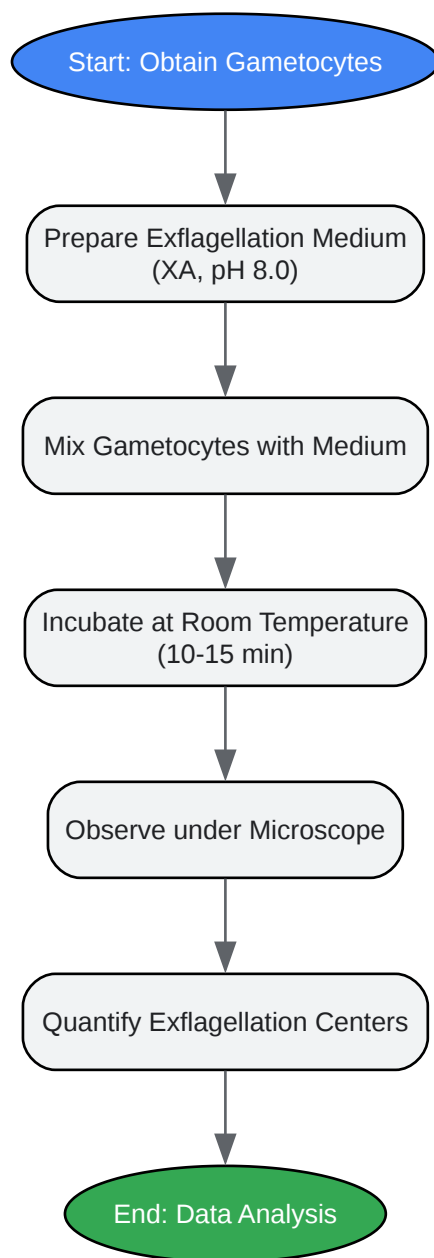 Start: Obtain Gametocytes
Prepare Exflagellation Medium
(XA, pH 8.0)
Mix Gametocytes with Medium
Incubate at Room Temperature
(10-15 min)
Observe under Microscope
Quantify Exflagellation Centers
End: Data Analysis